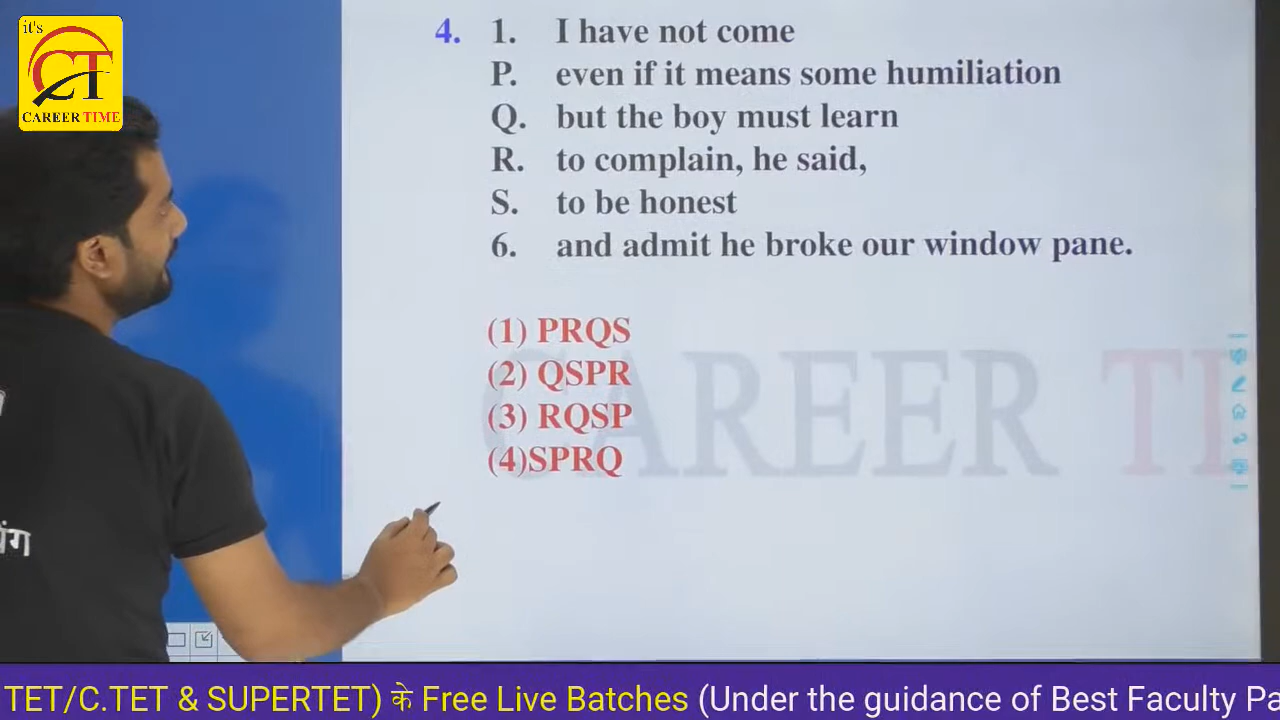 it's
CT
CAREER TIME
4. 1. I have not come
P. even if it means some humiliation
Q. but the boy must learn
R. to complain, he said,
S. to be honest
6. and admit he broke our window pane.
(1) PRQS
(2) QSPR
(3) RQSP
(4)SPRQ
CAREER TI
TET/C.TET & SUPERTET) के Free Live Batches (Under the guidance of Best Faculty Pa